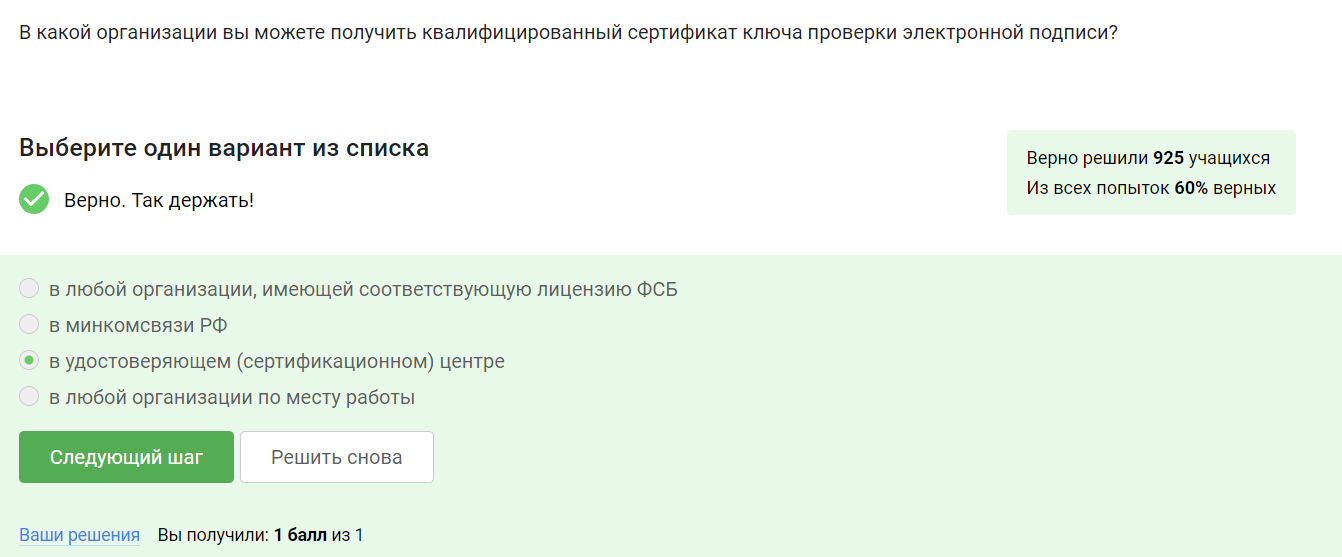 В какой организации вы можете получить квалифицированный сертификат ключа проверки электронной подписи?
Выберите один вариант из списка
Верно. Так держать!
Верно решили 925 учащихся
Из всех попыток 60% верных
в любой организации, имеющей соответствующую лицензию ФСБ
в минкомсвязи РФ
в удостоверяющем (сертификационном) центре
в любой организации по месту работы
Следующий шаг Решить снова
Ваши решения Вы получили: 1 балл из 1